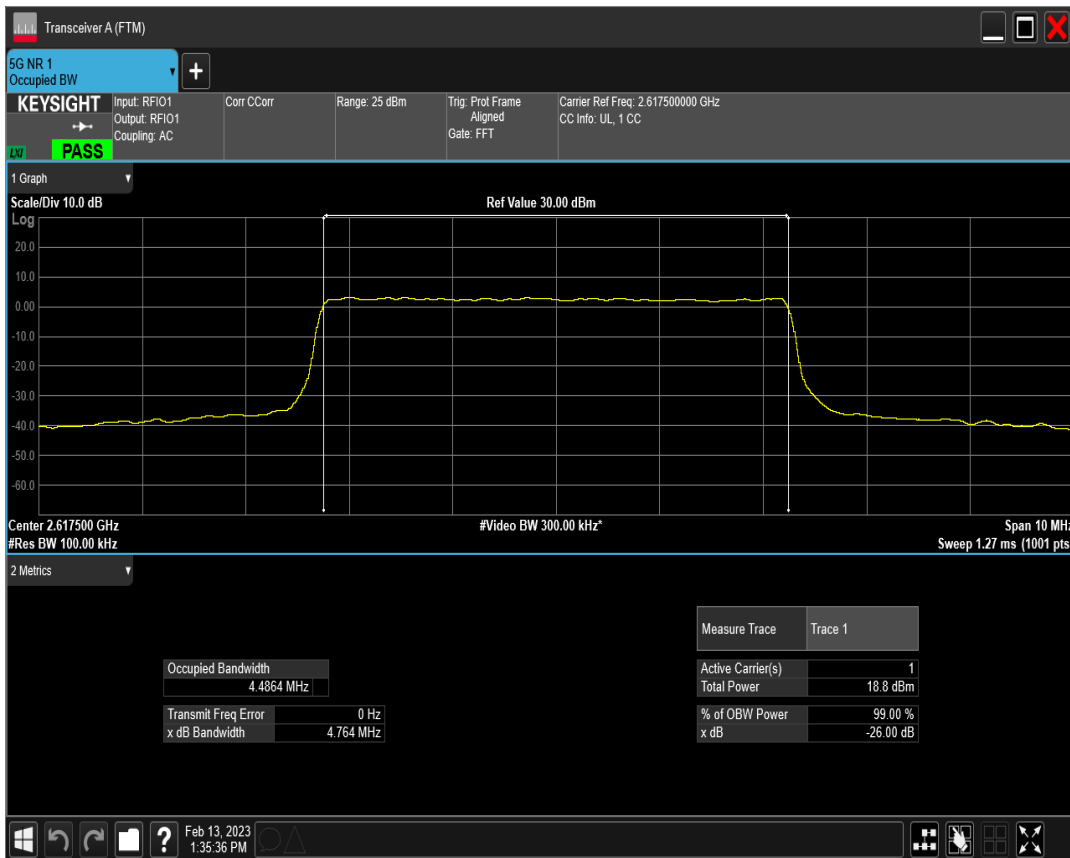 Transceiver A (FTM)
5G NR 1
Occupied BW
+
KEYSIGHT
LXI
PASS
Input: RFIO1
Output: RFIO1
Coupling: AC
Corr CCorr
Range: 25 dBm
Trig: Prot Frame
Aligned
Gate: FFT
Carrier Ref Freq: 2.617500000 GHz
CC Info: UL, 1 CC
1 Graph
Scale/Div 10.0 dB
Ref Value 30.00 dBm
Log
20.0
10.0
0.00
-10.0
-20.0
-30.0
-40.0
-50.0
-60.0
Center 2.617500 GHz
#Video BW 300.00 kHz*
Span 10 MHz
#Res BW 100.00 kHz
Sweep 1.27 ms (1001 pts
2 Metrics
Measure Trace Trace 1
Occupied Bandwidth
4.4864 MHz
Active Carrier(s) 1
Total Power 18.8 dBm
Transmit Freq Error 0 Hz
x dB Bandwidth 4.764 MHz
% of OBW Power 99.00 %
x dB -26.00 dB
?
Feb 13, 2023
1:35:36 PM